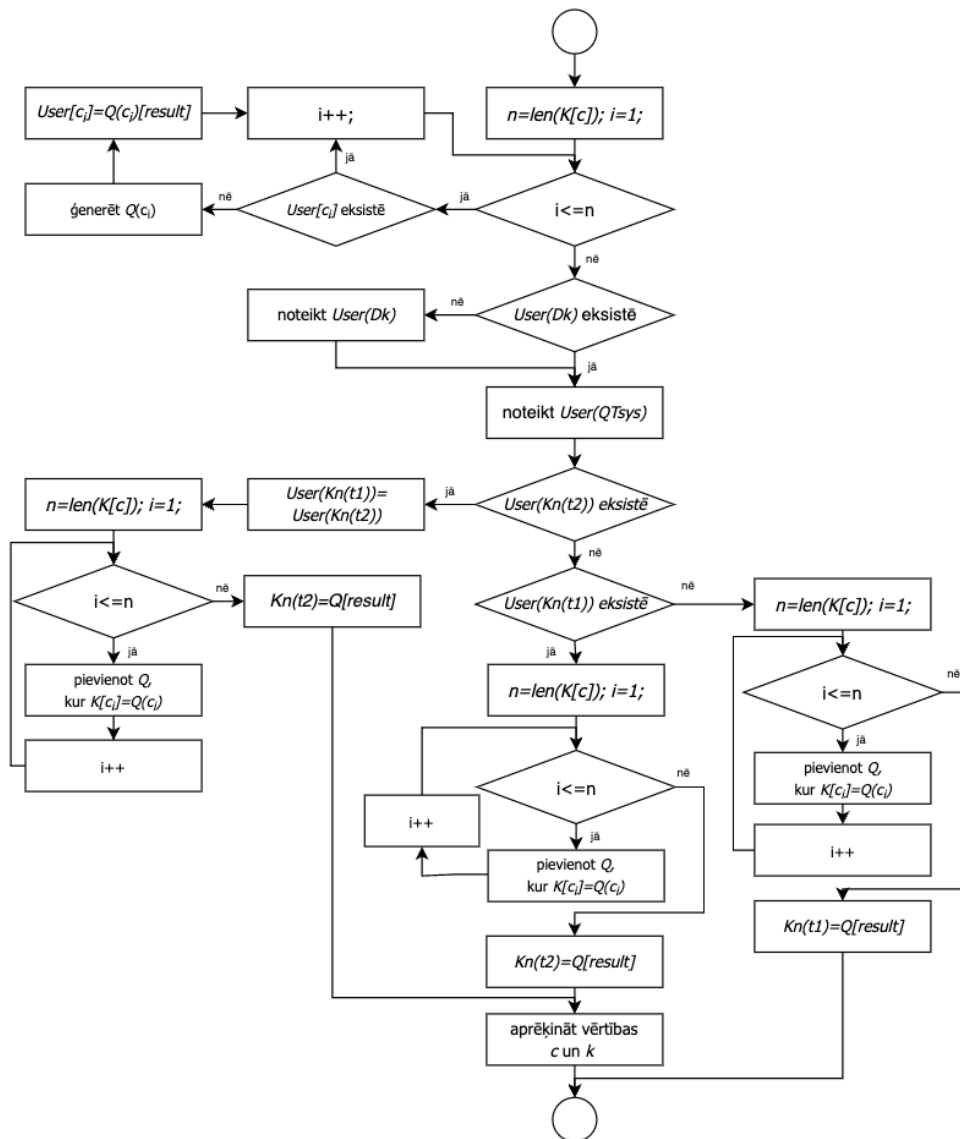 n=len(K[c]); i=1;
User[ci]=Q(ci)[result]
i++;
jā
ģenerēt Q(ci)
nē
User[ci] eksistē
jā
i<=n
nē
noteikt User(Dk)
nē
User(Dk) eksistē
jā
noteikt User(QTsys)
n=len(K[c]); i=1;
User(Kn(t1))=
User(Kn(t2))
jā
User(Kn(t2)) eksistē
nē
i<=n
nē
Kn(t2)=Q[result]
User(Kn(t1)) eksistē
nē
n=len(K[c]); i=1;
jā
jā
pievienot Q,
kur K[ci]=Q(ci)
n=len(K[c]); i=1;
i<=n
nē
i++
i<=n
nē
jā
pievienot Q,
kur K[ci]=Q(ci)
i++
jā
i++
pievienot Q,
kur K[ci]=Q(ci)
Kn(t1)=Q[result]
Kn(t2)=Q[result]
aprēķināt vērtības
c un k